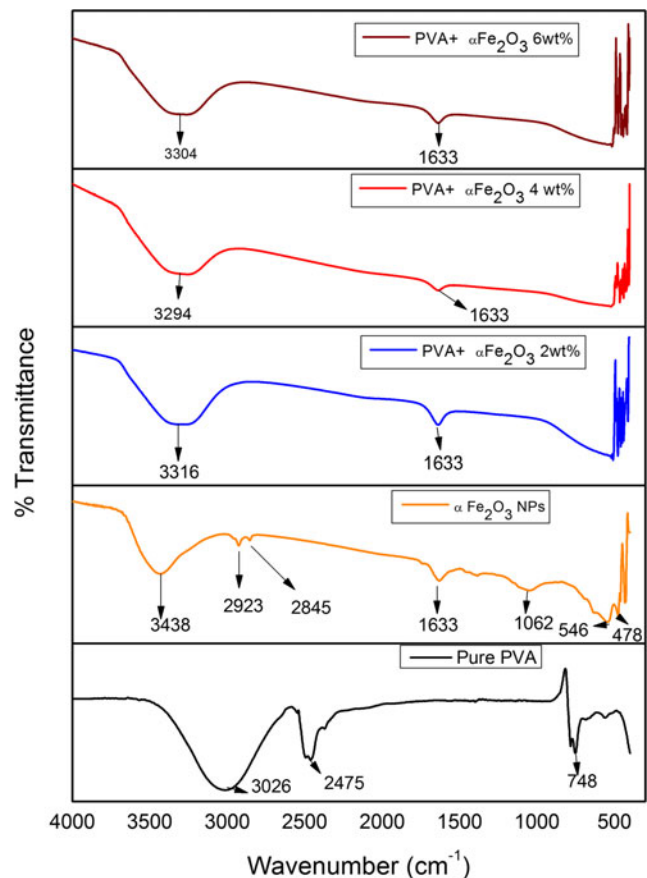 PVA+ αFe2O3 6wt%
3304
1633
PVA+ αFe2O3 4 wt%
3294
1633
PVA+ αFe2O3 2wt%
3316
1633
α Fe2O3 NPs
3438
2923
2845
1633
1062
546
478
Pure PVA
3026
2475
748
% Transmittance
4000 3500 3000 2500 2000 1500 1000 500
Wavenumber (cm-1)